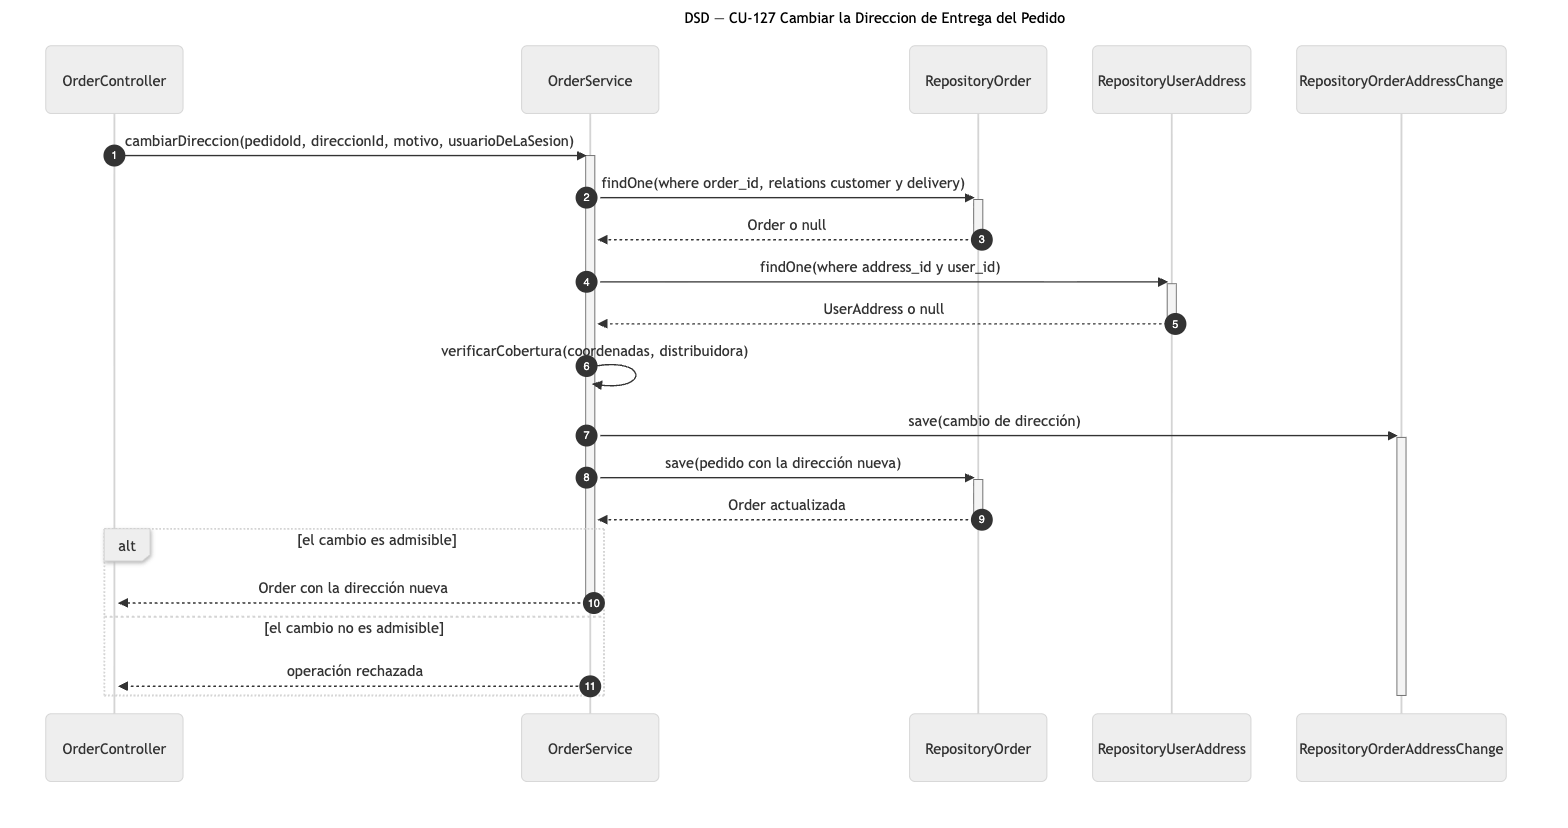 DSD — CU-127 Cambiar la Direccion de Entrega del Pedido
OrderController
OrderService
RepositoryOrder
RepositoryUserAddress
RepositoryOrderAddressChange
cambiarDireccion(pedidoId, direccionId, motivo, usuarioDeLaSesion)
1
findOne(where order_id, relations customer y delivery)
2
Order o null
3
findOne(where address_id y user_id)
4
UserAddress o null
5
verificarCobertura(coordenadas, distribuidora)
6
save(cambio de dirección)
7
save(pedido con la dirección nueva)
8
Order actualizada
9
alt
[el cambio es admisible]
Order con la dirección nueva
10
[el cambio no es admisible]
operación rechazada
11
OrderController
OrderService
RepositoryOrder
RepositoryUserAddress
RepositoryOrderAddressChange